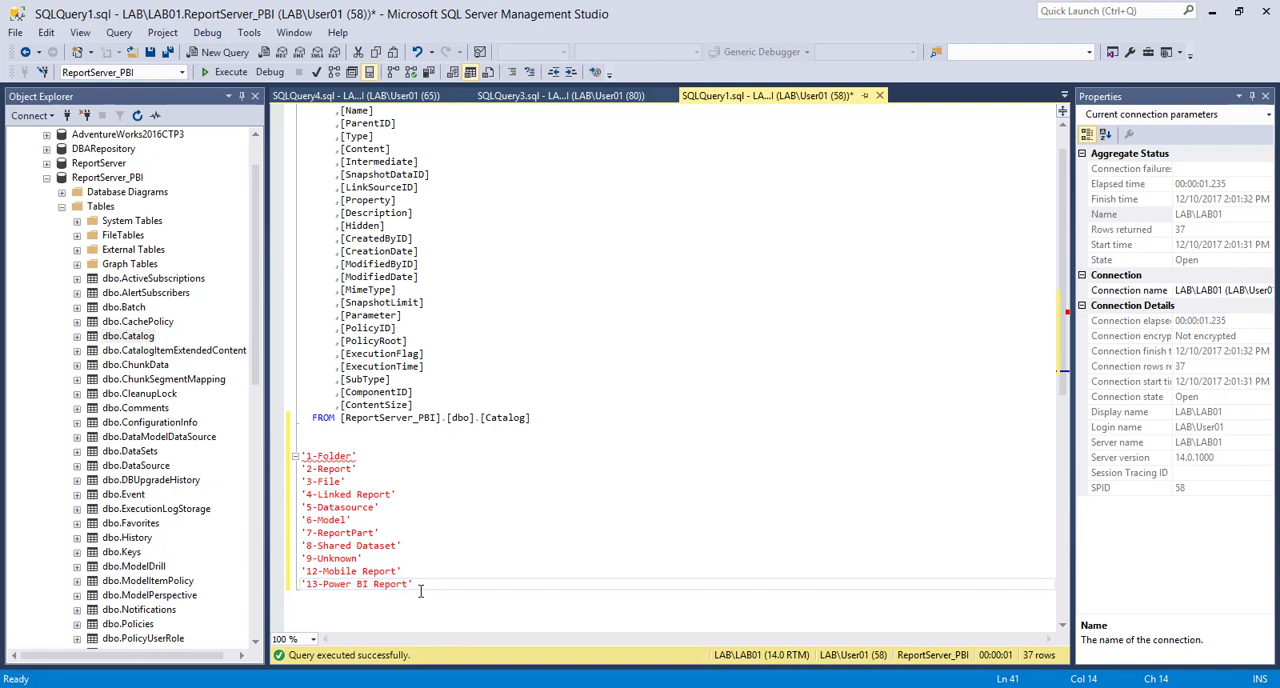 SQLQuery1.sql - LAB\LAB01.ReportServer_PBI (LAB\User01 (58))* - Microsoft SQL Server Management Studio
Quick Launch (Ctrl+Q)
File Edit View Query Project Debug Tools Window Help
New Query
Generic Debugger
ReportServer_PBI
Execute Debug
Object Explorer
SQLQuery4.sql - LA...l (LAB\User01 (65))
SQLQuery3.sql - LA...l (LAB\User01 (80))
SQLQuery1.sql - LA...l (LAB\User01 (58))*
Properties
Connect
AdventureWorks2016CTP3
DBARepository
ReportServer
ReportServer_PBI
Database Diagrams
Tables
System Tables
FileTables
External Tables
Graph Tables
dbo.ActiveSubscriptions
dbo.AlertSubscribers
dbo.Batch
dbo.CachePolicy
dbo.Catalog
dbo.CatalogItemExtendedContent
dbo.ChunkData
dbo.ChunkSegmentMapping
dbo.CleanupLock
dbo.Comments
dbo.ConfigurationInfo
dbo.DataModelDataSource
dbo.DataSets
dbo.DataSource
dbo.DBUpgradeHistory
dbo.Event
dbo.ExecutionLogStorage
dbo.Favorites
dbo.History
dbo.Keys
dbo.ModelDrill
dbo.ModelItemPolicy
dbo.ModelPerspective
dbo.Notifications
dbo.Policies
dbo.PolicyUserRole
,[Name]
,[ParentID]
,[Type]
,[Content]
,[Intermediate]
,[SnapshotDataID]
,[LinkSourceID]
,[Property]
,[Description]
,[Hidden]
,[CreatedByID]
,[CreationDate]
,[ModifiedByID]
,[ModifiedDate]
,[MimeType]
,[SnapshotLimit]
,[Parameter]
,[PolicyID]
,[PolicyRoot]
,[ExecutionFlag]
,[ExecutionTime]
,[SubType]
,[ComponentID]
,[ContentSize]
FROM [ReportServer_PBI].[dbo].[Catalog]
'1-Folder'
'2-Report'
'3-File'
'4-Linked Report'
'5-Datasource'
'6-Model'
'7-ReportPart'
'8-Shared Dataset'
'9-Unknown'
'12-Mobile Report'
'13-Power BI Report'
100 %
Query executed successfully.
LAB\LAB01 (14.0 RTM) LAB\User01 (58) ReportServer_PBI 00:00:01 37 rows
Current connection parameters
Aggregate Status
Connection failure
Elapsed time 00:00:01.235
Finish time 12/10/2017 2:01:32 PM
Name LAB\LAB01
Rows returned 37
Start time 12/10/2017 2:01:31 PM
State Open
Connection
Connection name LAB\LAB01 (LAB\User0
Connection Details
Connection elapse 00:00:01.235
Connection encryp Not encrypted
Connection finish t 12/10/2017 2:01:32 PM
Connection rows re 37
Connection start ti 12/10/2017 2:01:31 PM
Connection state Open
Display name LAB\LAB01
Login name LAB\User01
Server name LAB\LAB01
Server version 14.0.1000
Session Tracing ID
SPID 58
Name
The name of the connection.
Ready Ln 41 Col 14 Ch 14 INS